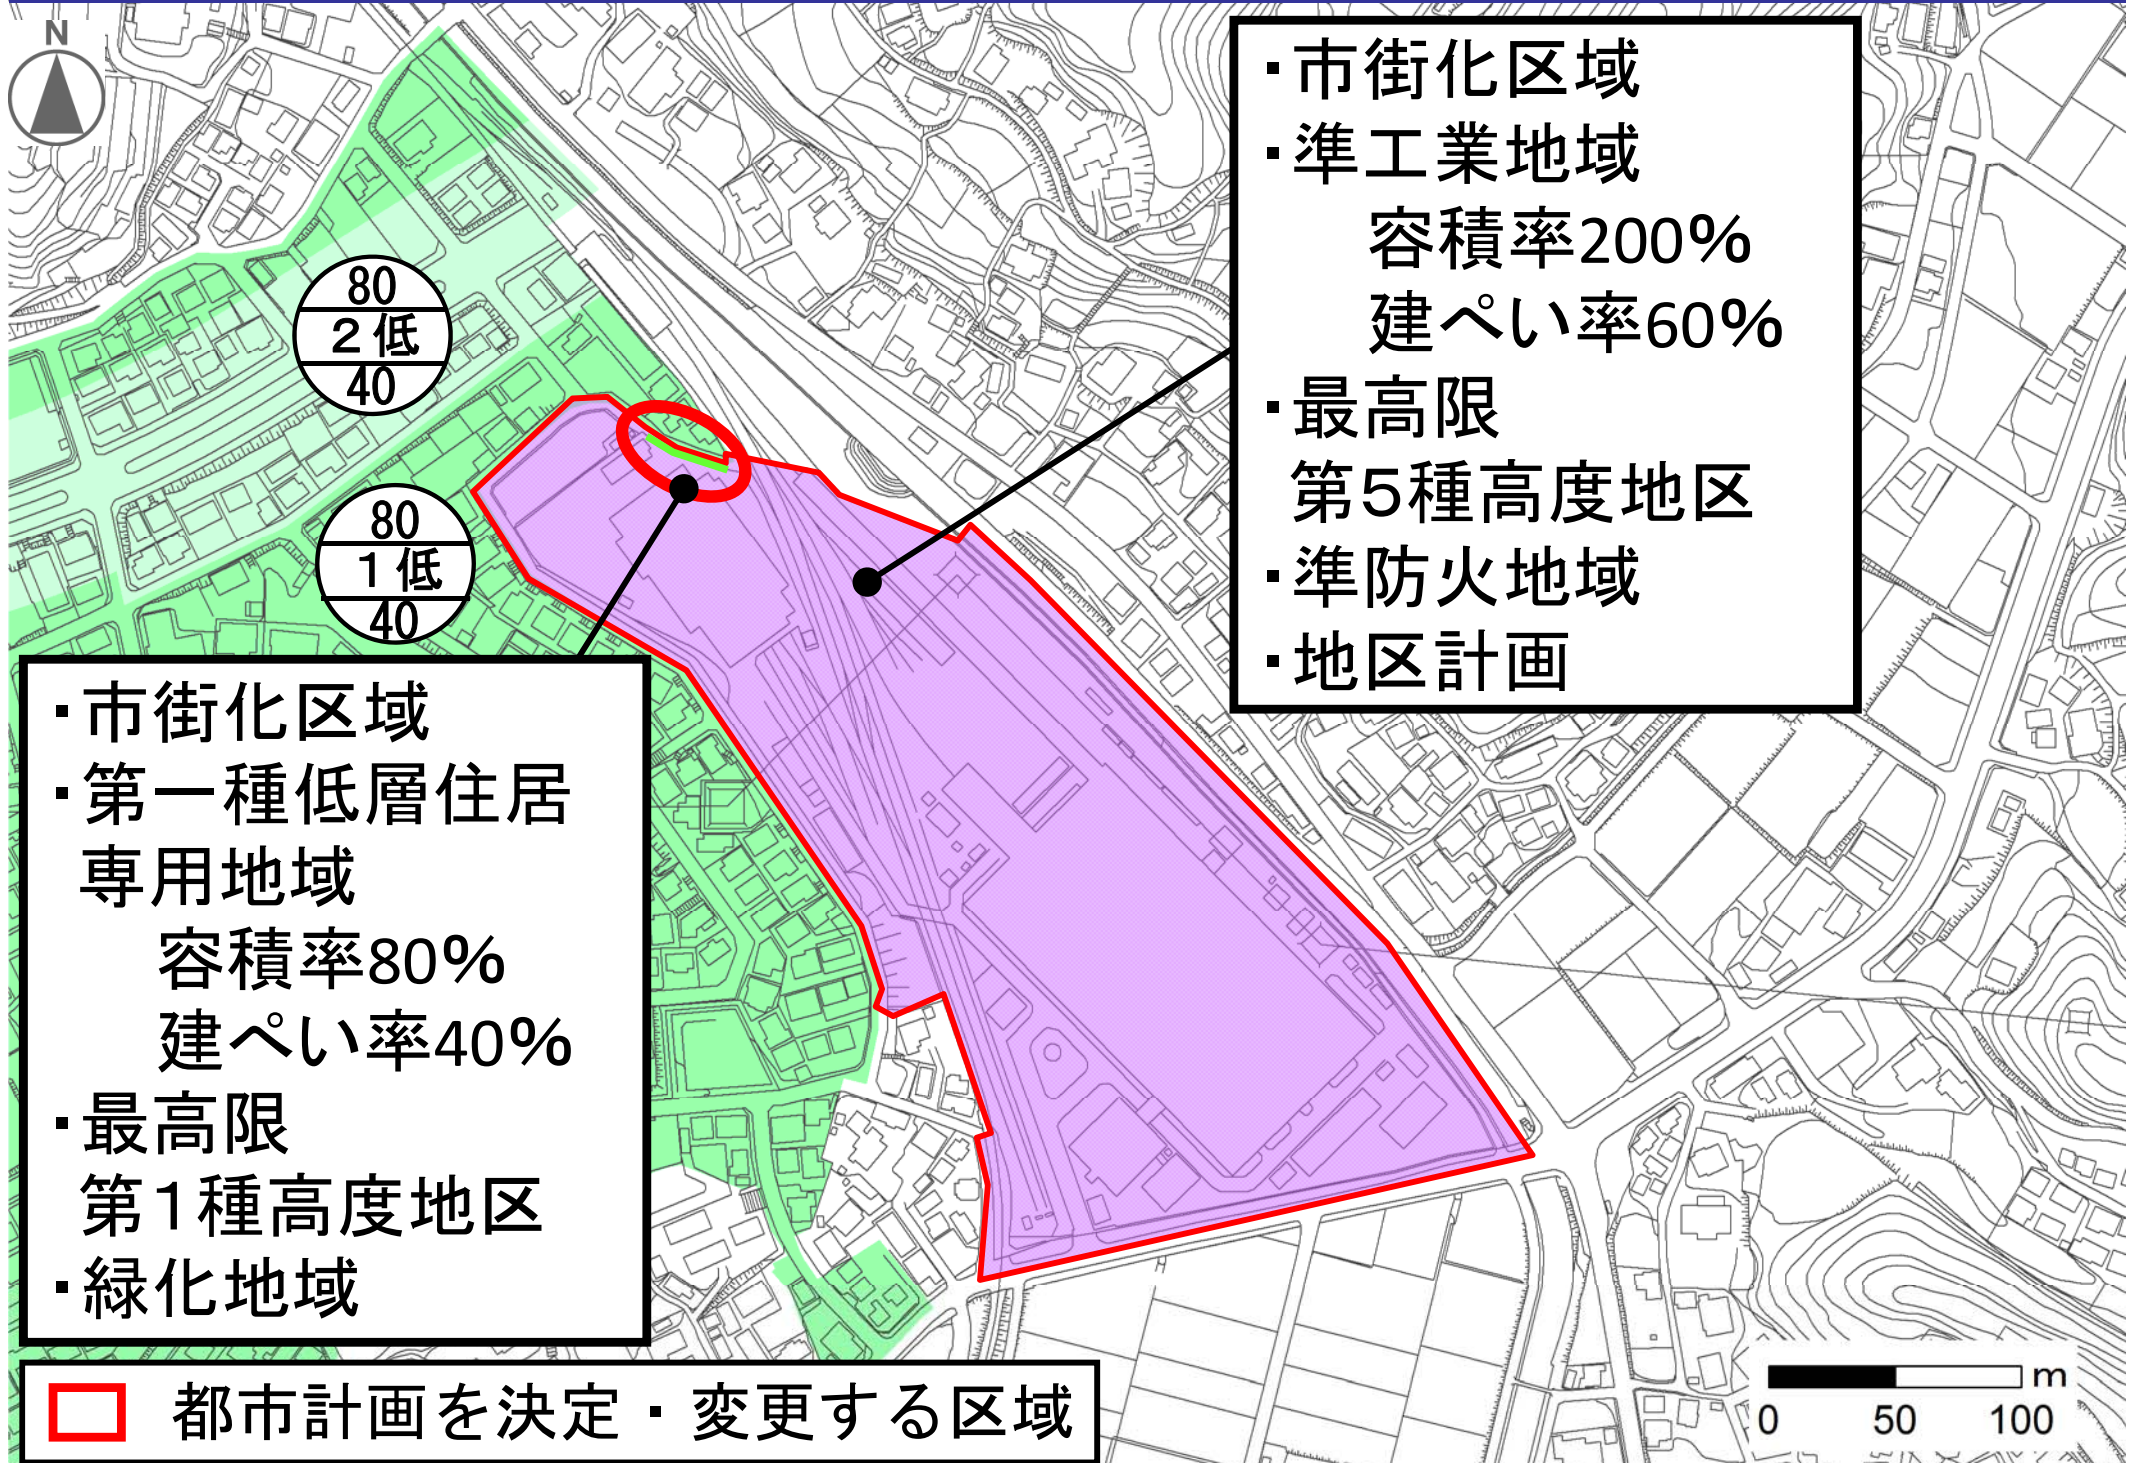 N
・市街化区域
・準工業地域
容積率200%
建ぺい率60%
・最高限
第5種高度地区
・準防火地域
・地区計画
80
2低
40
80
1低
40
・市街化区域
・第一種低層住居
専用地域
容積率80%
建ぺい率40%
・最高限
第1種高度地区
・緑化地域
都市計画を決定・変更する区域
m
0 50 100